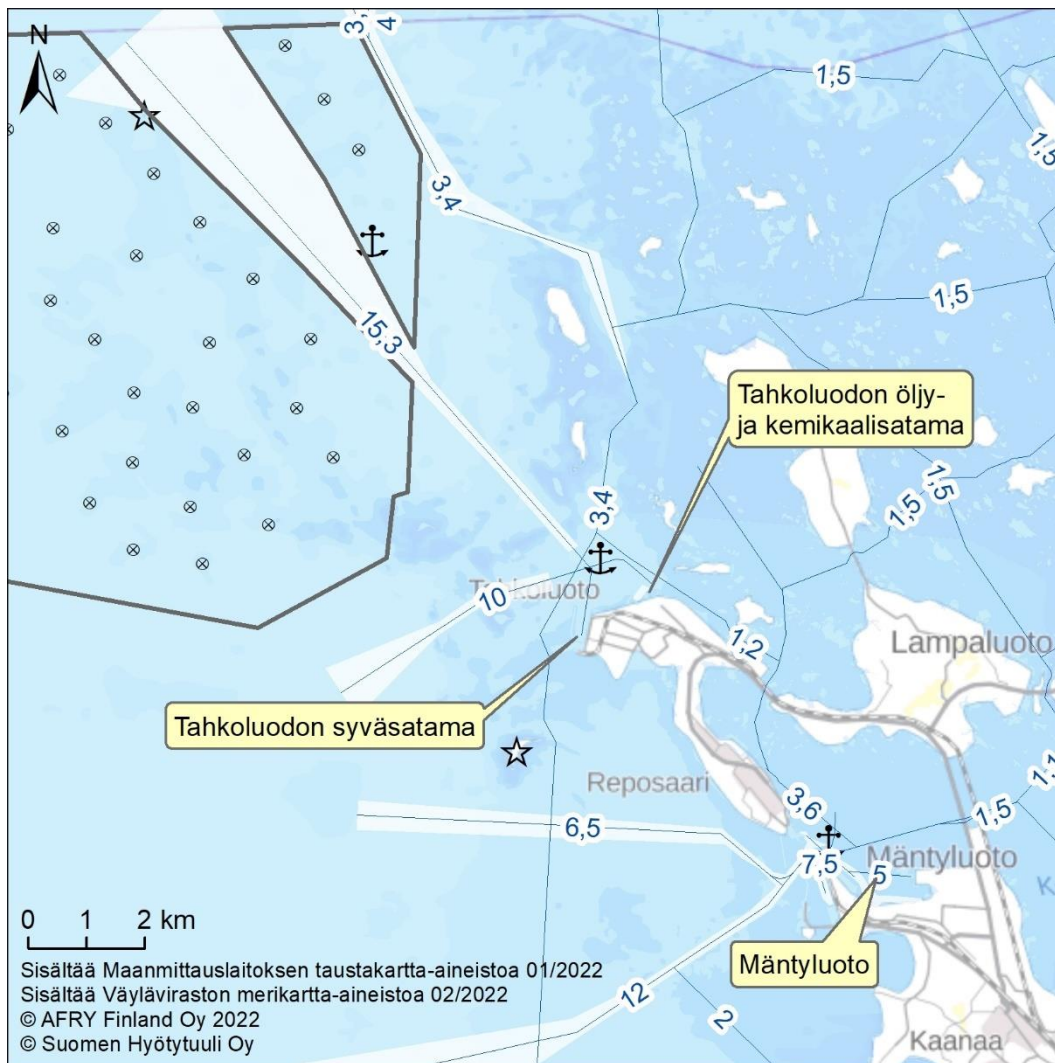 N
3,
4
1,5
1,5
3,4
1,5
15,3
Tahkoluodon öljy-
ja kemikaalisatama
1,5
1,5
3,4
Tahkoluoto
10
1,2
Lampaluoto
Tahkoluodon syväsatama
Reposaari
1,1
3,6
1,5
6,5
7,5
Mäntyluoto
5
K
Mäntyluoto
12
2
Kaanaa
0 1 2 km
Sisältää Maanmittauslaitoksen taustakartta-aineistoa 01/2022
Sisältää Väyläviraston merikartta-aineistoa 02/2022
© AFRY Finland Oy 2022
© Suomen Hyötytuuli Oy